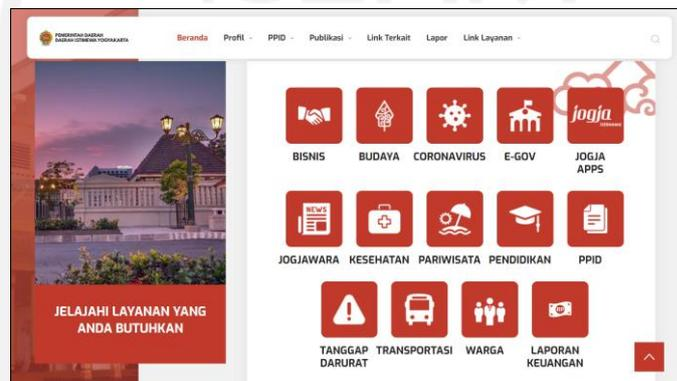 PEMERINTAH DAERAH
DAERAH ISTIMEWA YOGYAKARTA
Beranda Profil PPID Publikasi Link Terkait Lapor Link Layanan
jogja
BISNIS BUDAYA CORONAVIRUS E-GOV JOGJA
APPS
NEWS
JOGJAWARA KESEHATAN PARIWISATA PENDIDIKAN PPID
JELAJAHI LAYANAN YANG
ANDA BUTUHKAN
TANGGAP TRANSPORTASI WARGA LAPORAN
DARURAT KEUANGAN